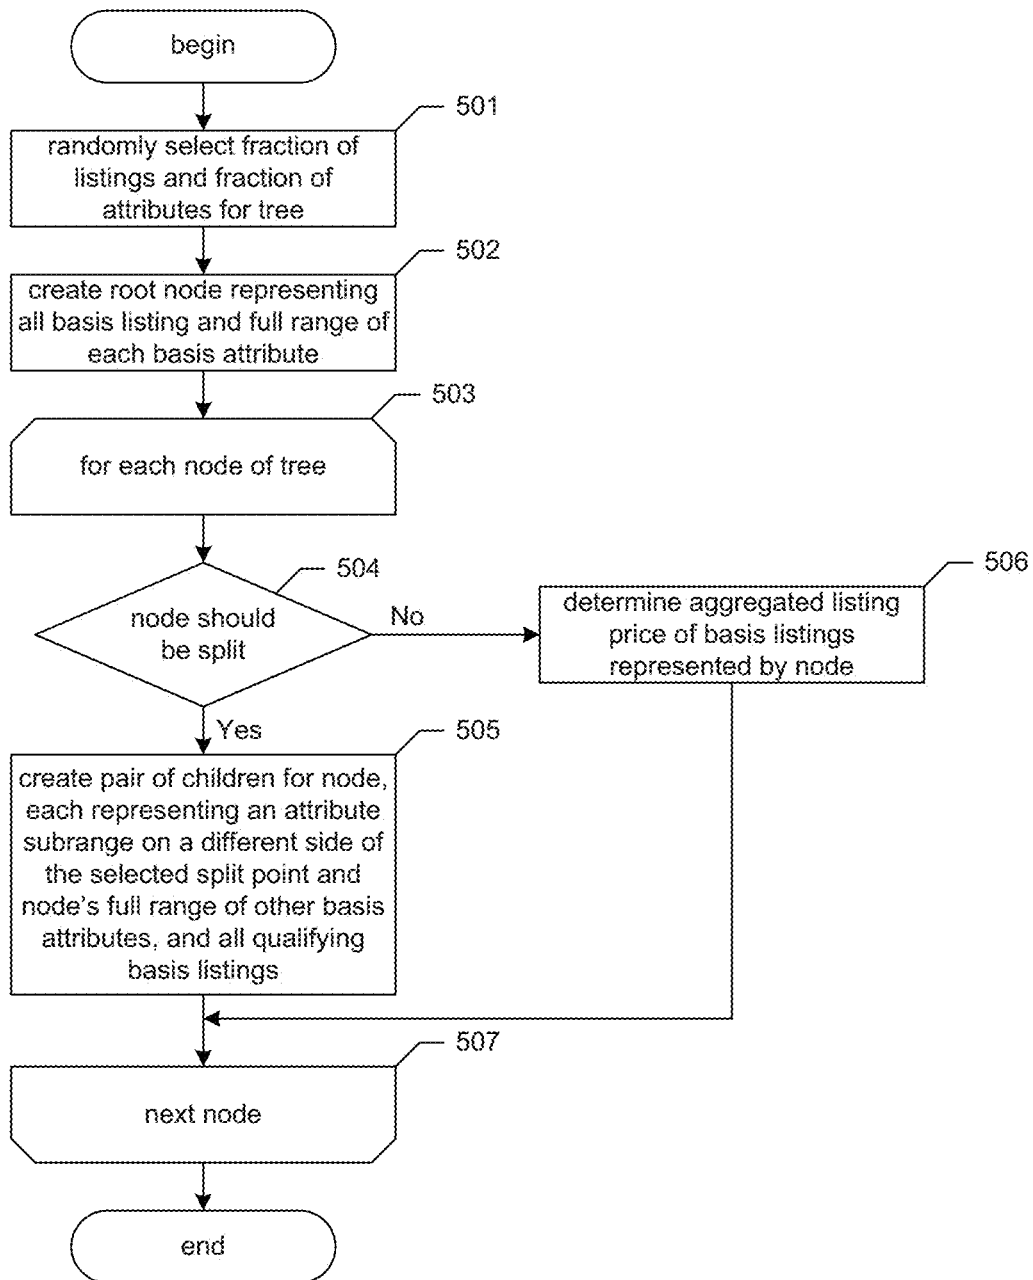 begin
501
randomly select fraction of
listings and fraction of
attributes for tree
502
create root node representing
all basis listing and full range of
each basis attribute
503
for each node of tree
504
node should
be split
No
506
determine aggregated listing
price of basis listings
represented by node
Yes
505
create pair of children for node,
each representing an attribute
subrange on a different side of
the selected split point and
node's full range of other basis
attributes, and all qualifying
basis listings
507
next node
end